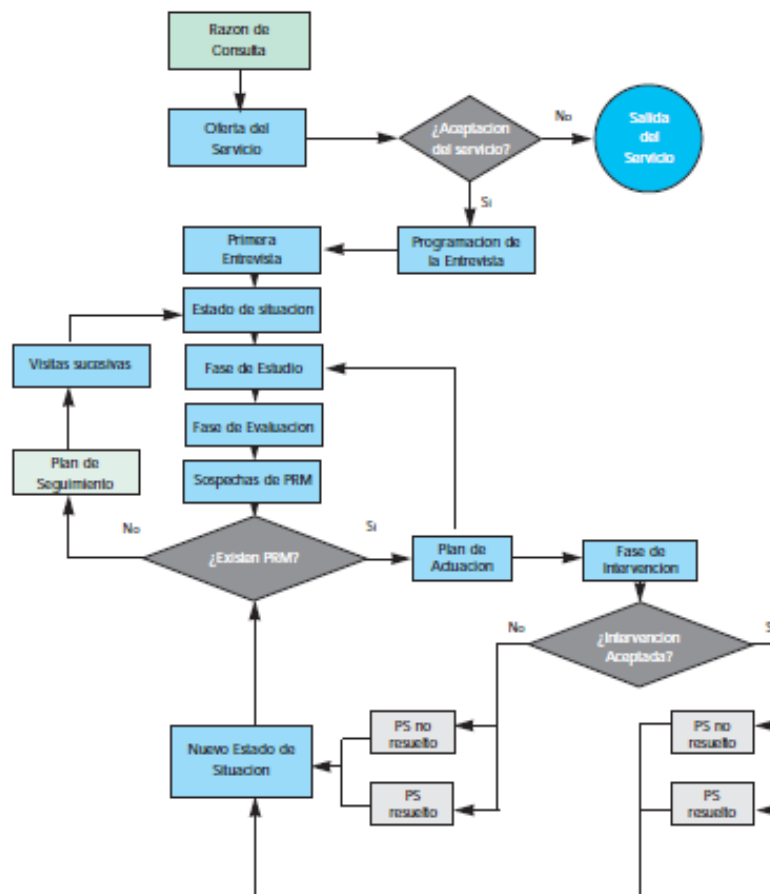 Razon de
Consulta
Oferta del
Servicio
¿Aceptacion
del servicio?
No
Salida
del
Servicio
Si
Primera
Entrevista
Programacion de
la Entrevista
Estado de situacion
Visitas sucosivas
Fase de Estudio
Fase de Evaluacion
Plan de
Seguimiento
Sospechas de PRM
No
Si
¿Existen PRM?
Plan de
Actuacion
Fase de
Intervencion
No
¿Intervencion
Aceptada?
S
PS no
resuelto
PS no
resuelto
Nuevo Estado de
Situacion
PS
resuelto
PS
resuelto